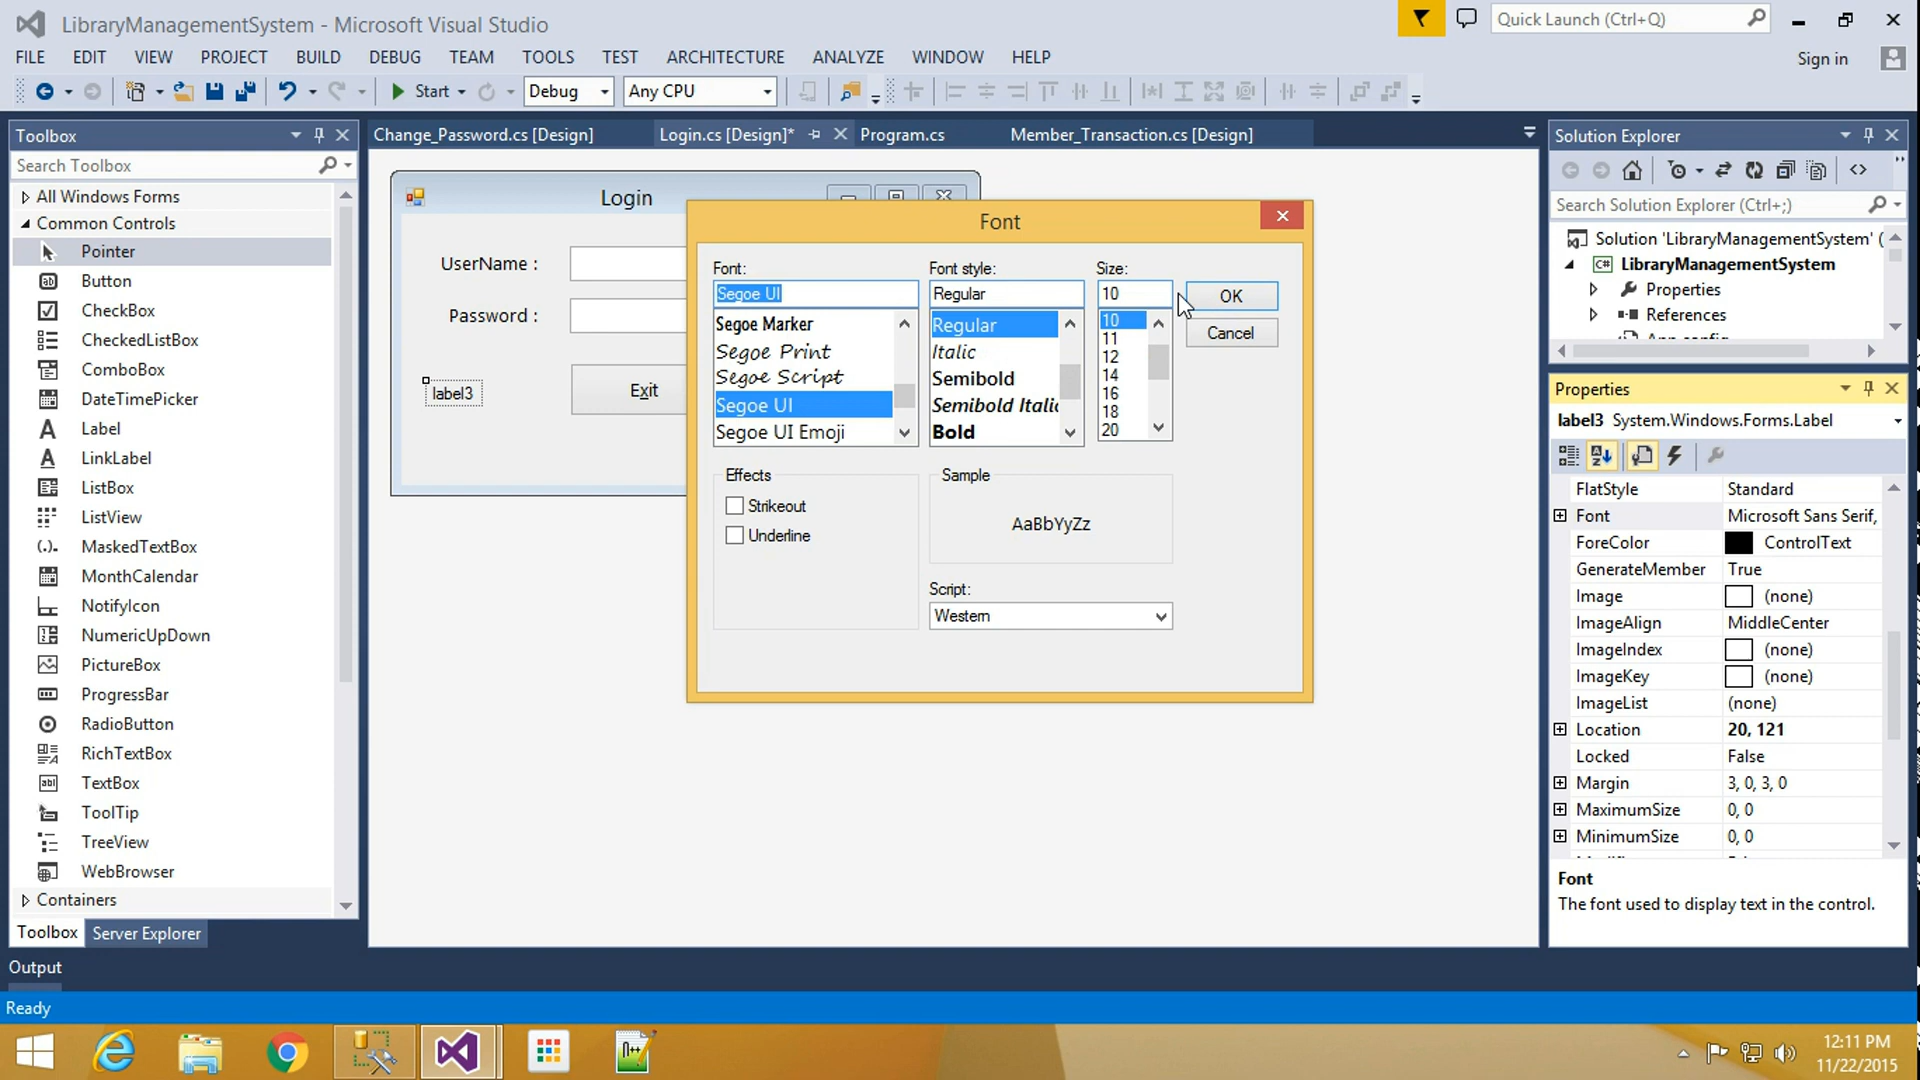 LibraryManagementSystem - Microsoft Visual Studio
Quick Launch (Ctrl+Q)
FILE EDIT VIEW PROJECT BUILD DEBUG TEAM TOOLS TEST ARCHITECTURE ANALYZE WINDOW HELP
Sign in
Start Debug Any CPU
Toolbox
Search Toolbox
All Windows Forms
Common Controls
Pointer
Button
CheckBox
CheckedListBox
ComboBox
DateTimePicker
Label
LinkLabel
ListBox
ListView
MaskedTextBox
MonthCalendar
NotifyIcon
NumericUpDown
PictureBox
ProgressBar
RadioButton
RichTextBox
TextBox
ToolTip
TreeView
WebBrowser
Containers
Toolbox Server Explorer
Change_Password.cs [Design] Login.cs [Design]* Program.cs Member_Transaction.cs [Design]
Login
UserName :
Password :
label3 Exit
Font
Font: Font style: Size:
Segoe UI Regular 10 OK
Segoe Marker
Segoe Print
Segoe Script
Segoe UI
Segoe UI Emoji
Regular
Italic
Semibold
Semibold Italic
Bold
10
11
12
14
16
18
20
Cancel
Effects
Strikeout
Underline
Sample
AaBbYyZz
Script:
Western
Solution Explorer
Search Solution Explorer (Ctrl+;)
Solution 'LibraryManagementSystem' (
C# LibraryManagementSystem
Properties
References
Properties
label3 System.Windows.Forms.Label
FlatStyle Standard
Font Microsoft Sans Serif,
ForeColor ControlText
GenerateMember True
Image (none)
ImageAlign MiddleCenter
ImageIndex (none)
ImageKey (none)
ImageList (none)
Location 20, 121
Locked False
Margin 3, 0, 3, 0
MaximumSize 0, 0
MinimumSize 0, 0
Font
The font used to display text in the control.
Output
Ready
12:11 PM
11/22/2015